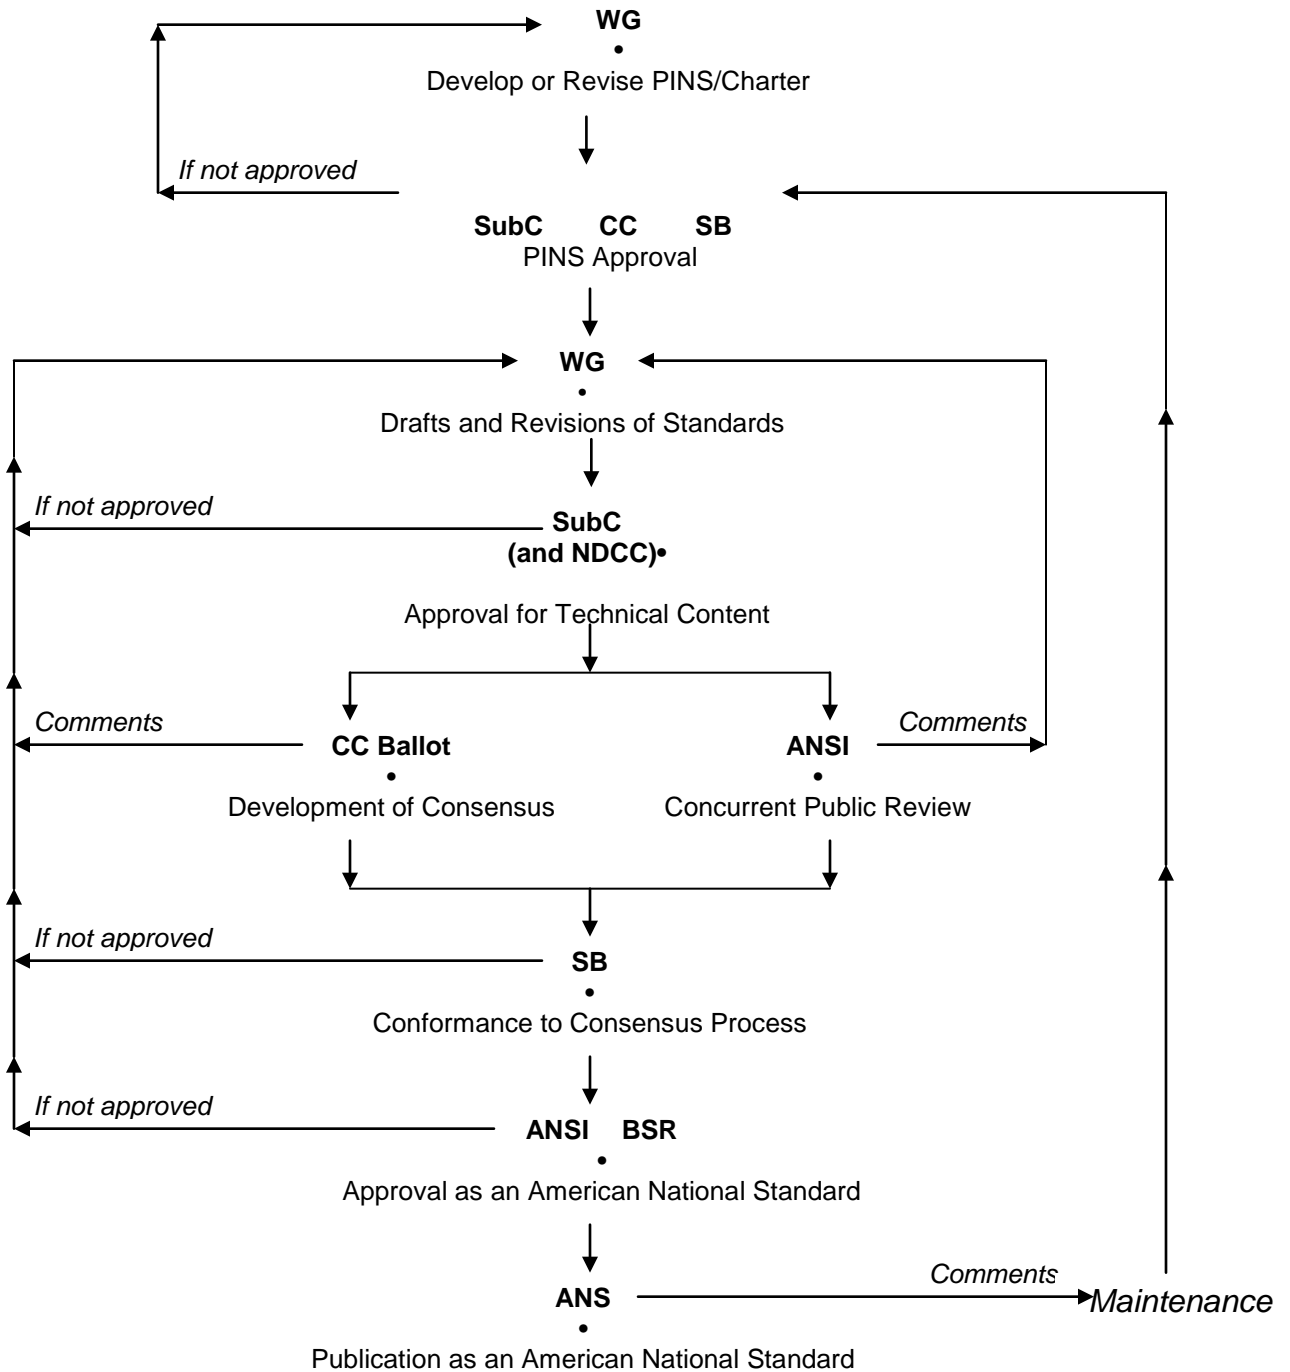 WG
•
Develop or Revise PINS/Charter
If not approved
SubC CC SB
PINS Approval
WG
•
Drafts and Revisions of Standards
If not approved
SubC
(and NDCC)•
Approval for Technical Content
Comments
CC Ballot
•
Development of Consensus
ANSI
Comments
•
Concurrent Public Review
If not approved
SB
•
Conformance to Consensus Process
If not approved
ANSI BSR
•
Approval as an American National Standard
Comments
ANS
Maintenance
•
Publication as an American National Standard